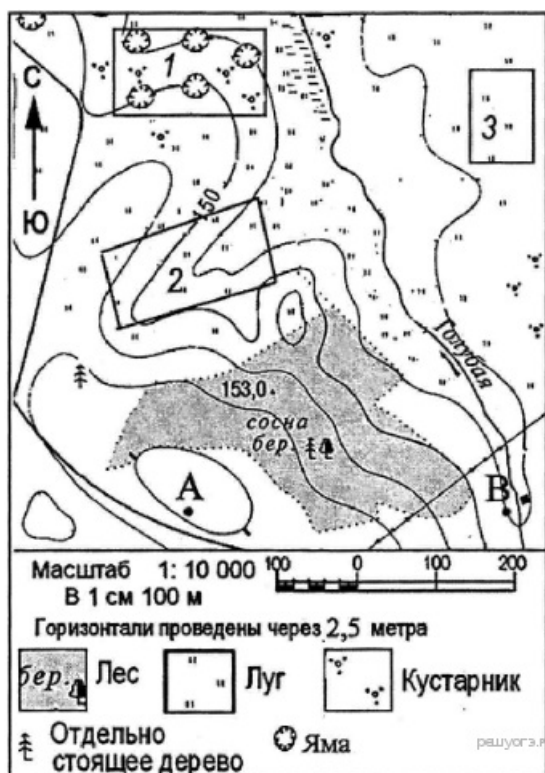 1
С
3
150
Ю
2
Голубая
153,0
сосна
бер.
А
В
Масштаб 1: 10 000
В 1 см 100 м
100 0 100 200
Горизонтали проведены через 2,5 метра
бер. Лес Луг Кустарник
Отдельно
стоящее дерево
Яма